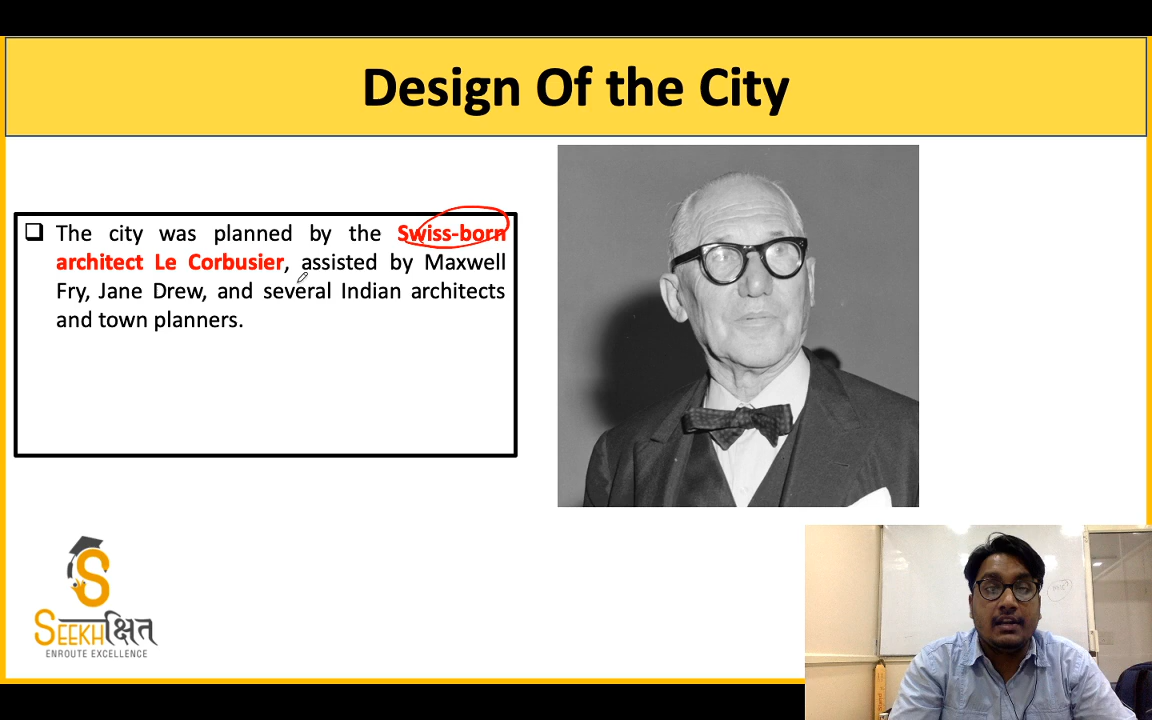 Design Of the City
The city was planned by the Swiss-born
architect Le Corbusier, assisted by Maxwell
Fry, Jane Drew, and several Indian architects
and town planners.
SEEKHक्षित
ENROUTE EXCELLENCE